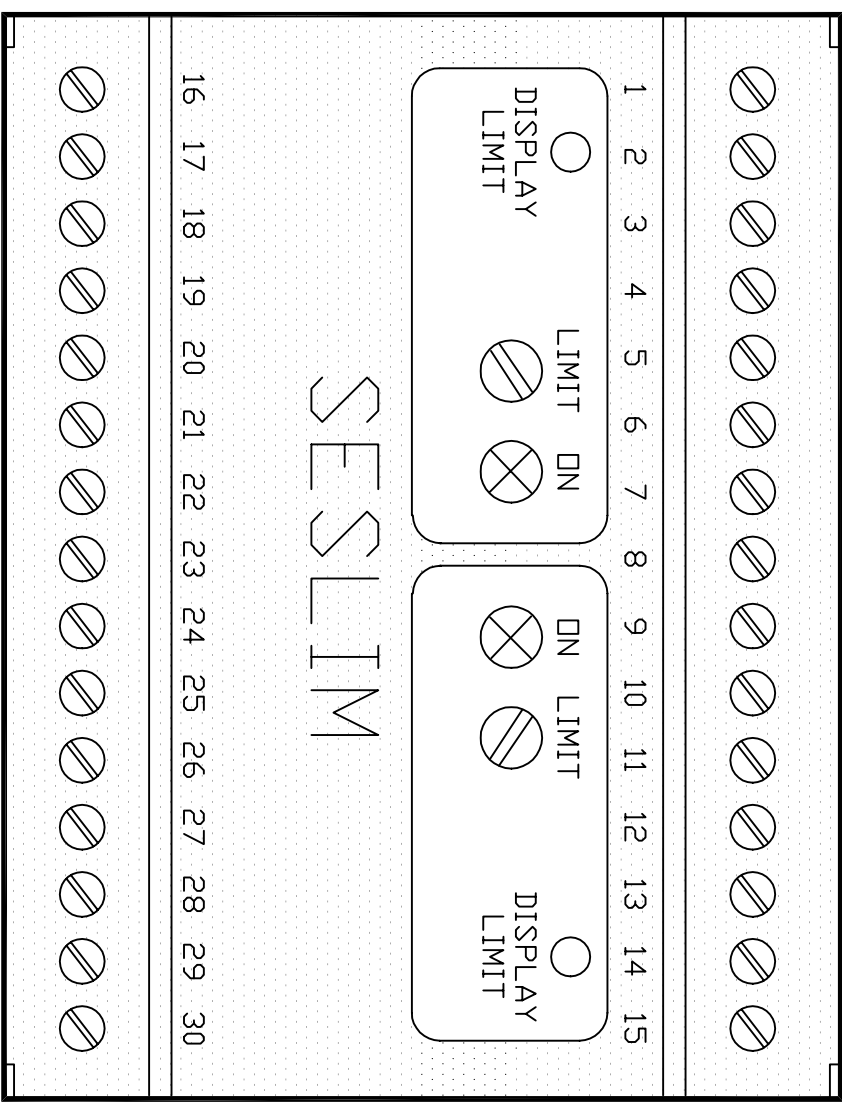 1 2 3 4 5 6 7 8 9 10 11 12 13 14 15
LIMIT ON ON LIMIT
DISPLAY LIMIT
DISPLAY LIMIT
SESLIM
16 17 18 19 20 21 22 23 24 25 26 27 28 29 30